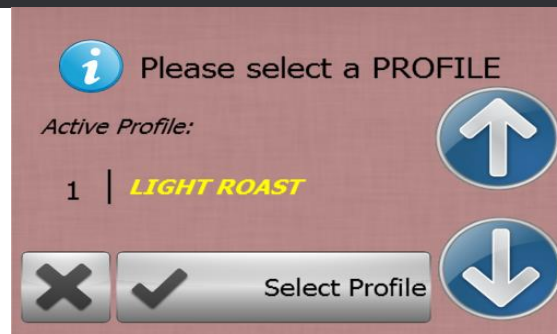 i Please select a PROFILE
Active Profile:
1 | LIGHT ROAST
Select Profile